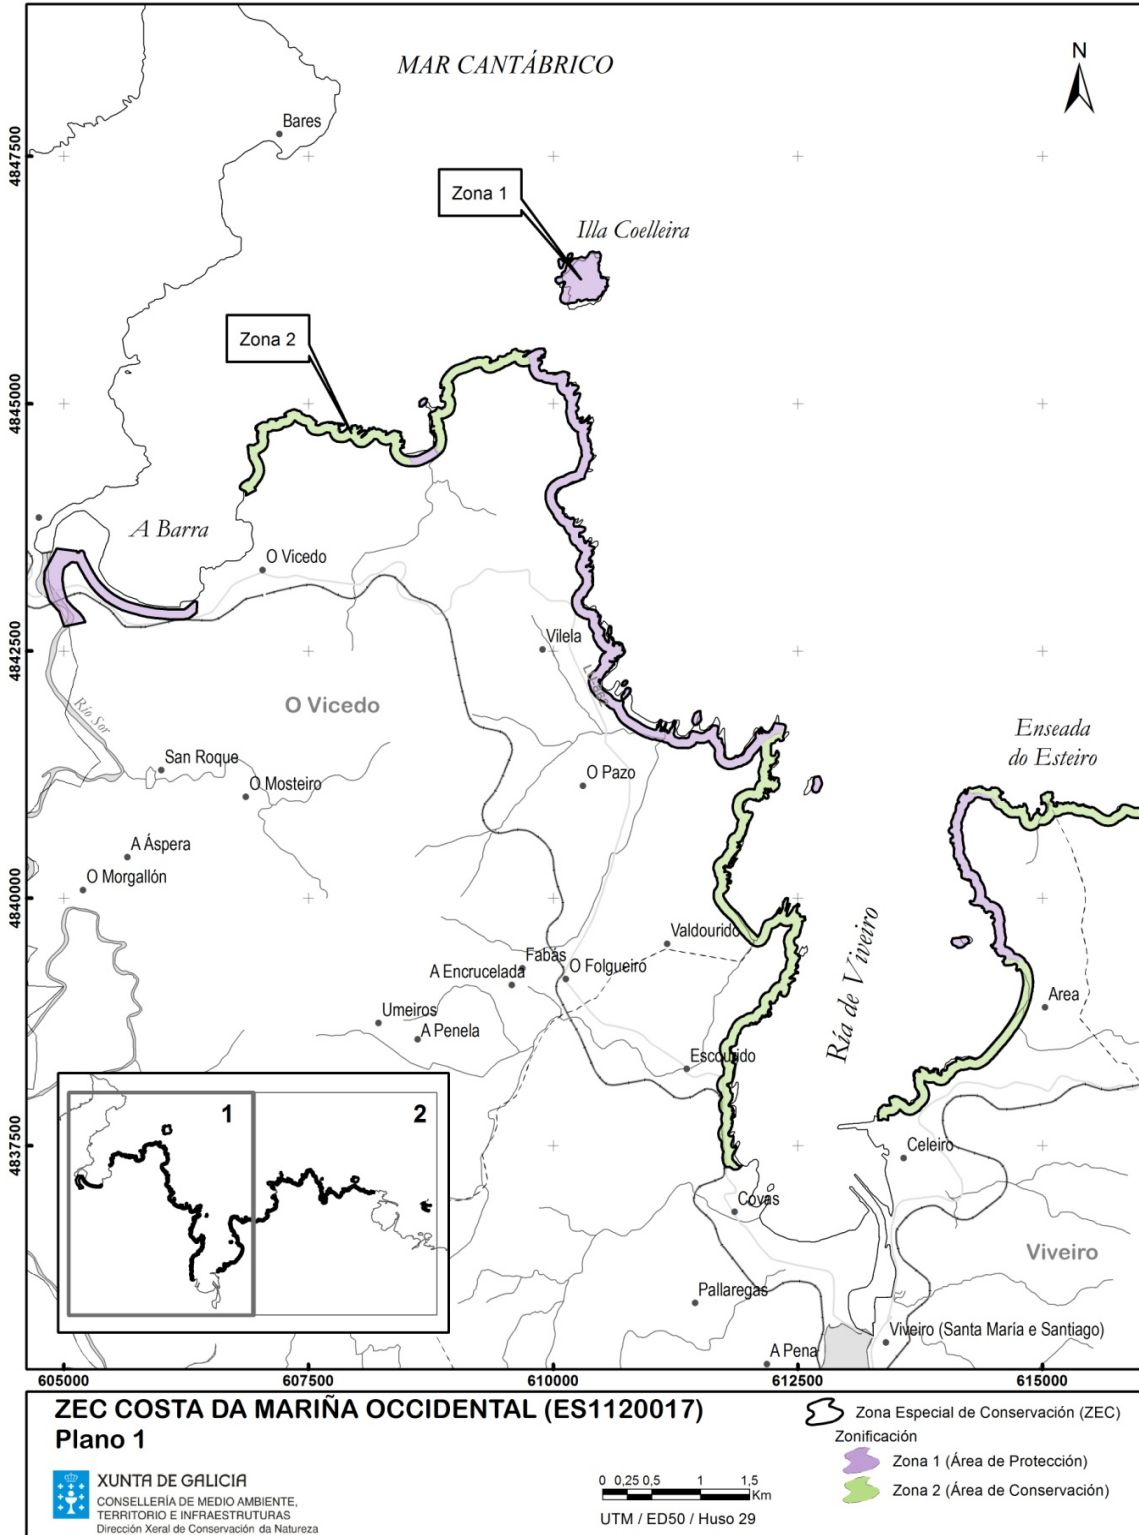 MAR CANTÁBRICO
N
Bares
4847500
Zona 1
Illa Coelleira
Zona 2
4845000
A Barra
O Vicedo
Vilela
4842500
O Vicedo
Río Sor
Enseada
do Esteiro
San Roque
O Pazo
O Mosteiro
A Áspera
O Morgallón
4840000
Valdourido
Ría de Viveiro
Fabás
A Encrucelada
O Folgueiro
Area
Umeiros
A Penela
Escourido
1
2
4837500
Celeiro
Covas
Viveiro
Pallaregas
Viveiro (Santa María e Santiago)
A Pena
605000
607500
610000
612500
615000
ZEC COSTA DA MARIÑA OCCIDENTAL (ES1120017)
Plano 1
Zona Especial de Conservación (ZEC)
Zonificación
Zona 1 (Área de Protección)
Zona 2 (Área de Conservación)
XUNTA DE GALICIA
CONSELLERÍA DE MEDIO AMBIENTE,
TERRITORIO E INFRAESTRUTURAS
Dirección Xeral de Conservación da Natureza
0 0,25 0,5 1 1,5
Km
UTM / ED50 / Huso 29